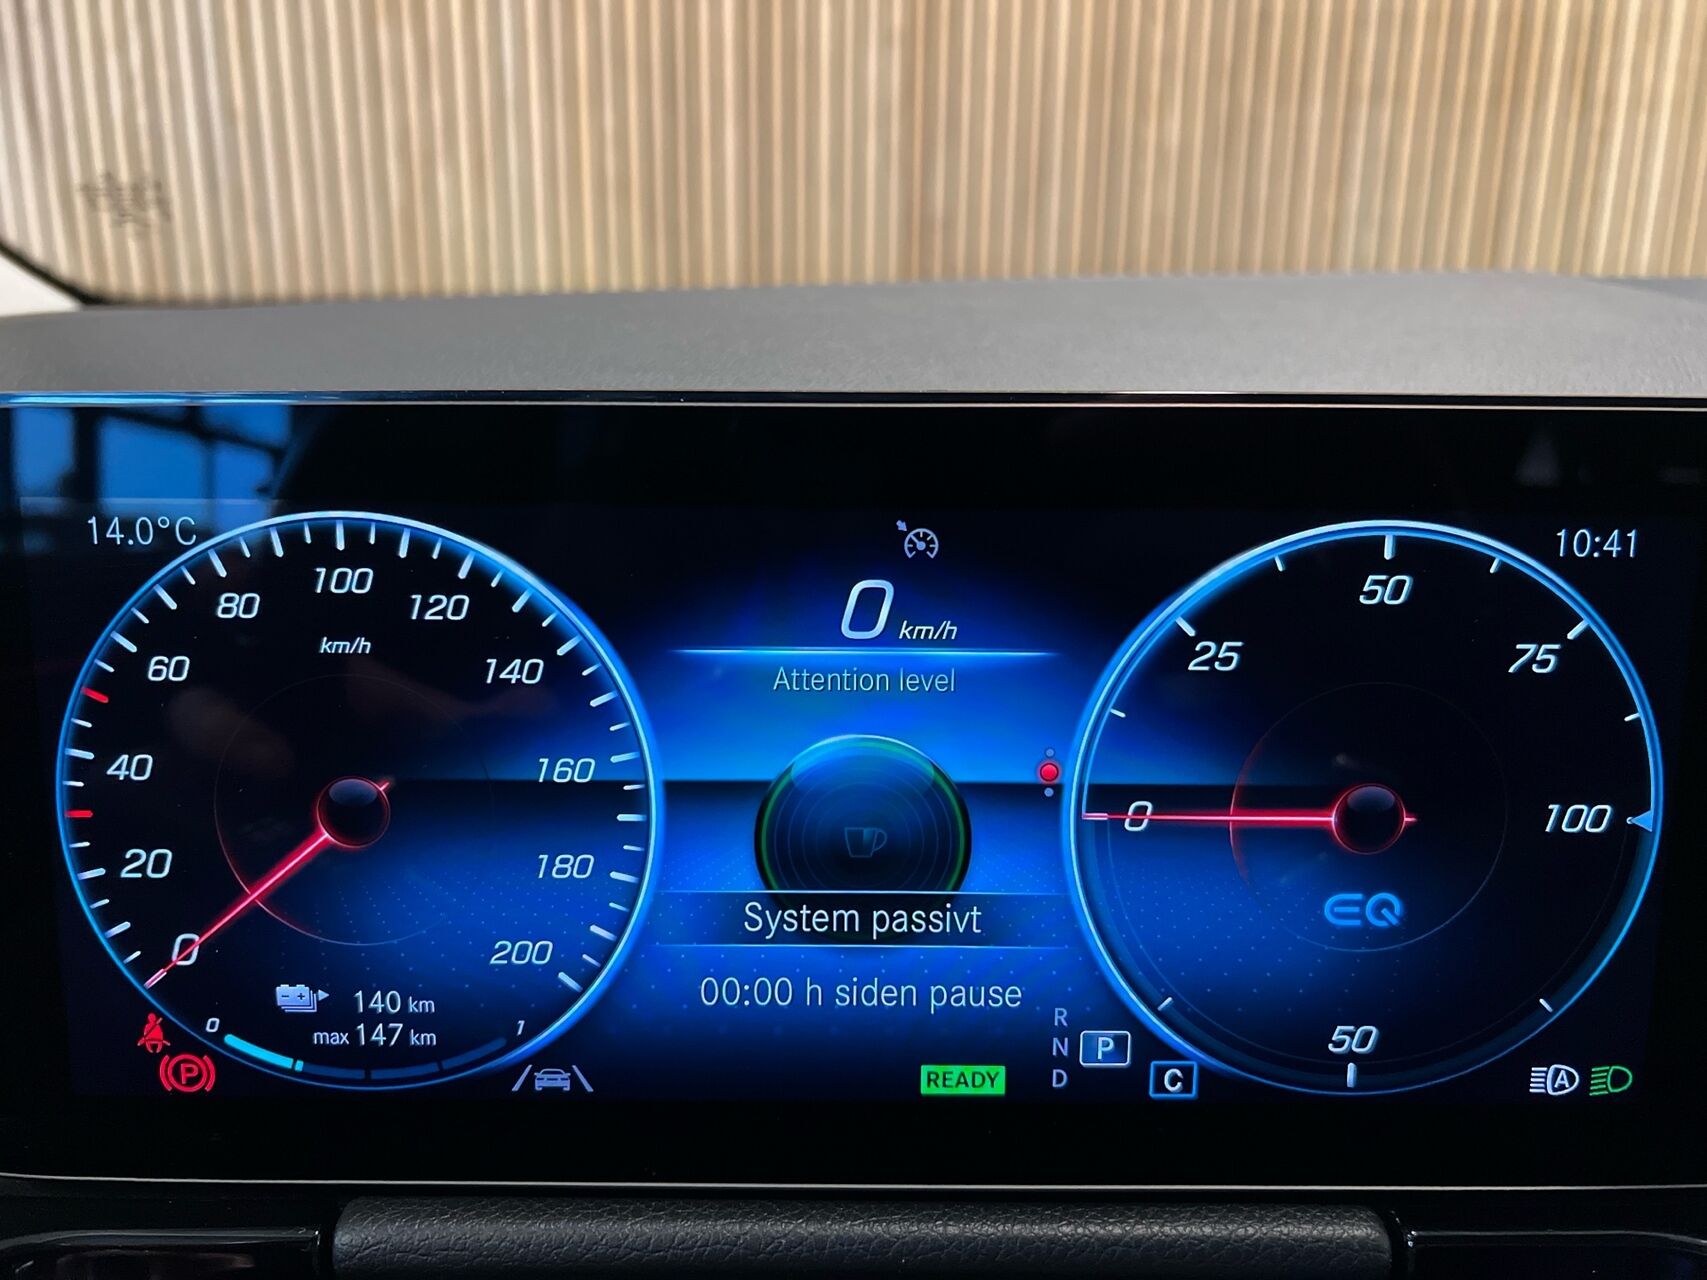 14.0°C
10:41
0 km/h
Attention level
System passivt
00:00 h siden pause
km/h
0
20
40
60
80
100
120
140
160
180
200
140 km
max 147 km
0
1
P
READY
R
N
D
P
C
0
25
50
75
100
50
EQ
A